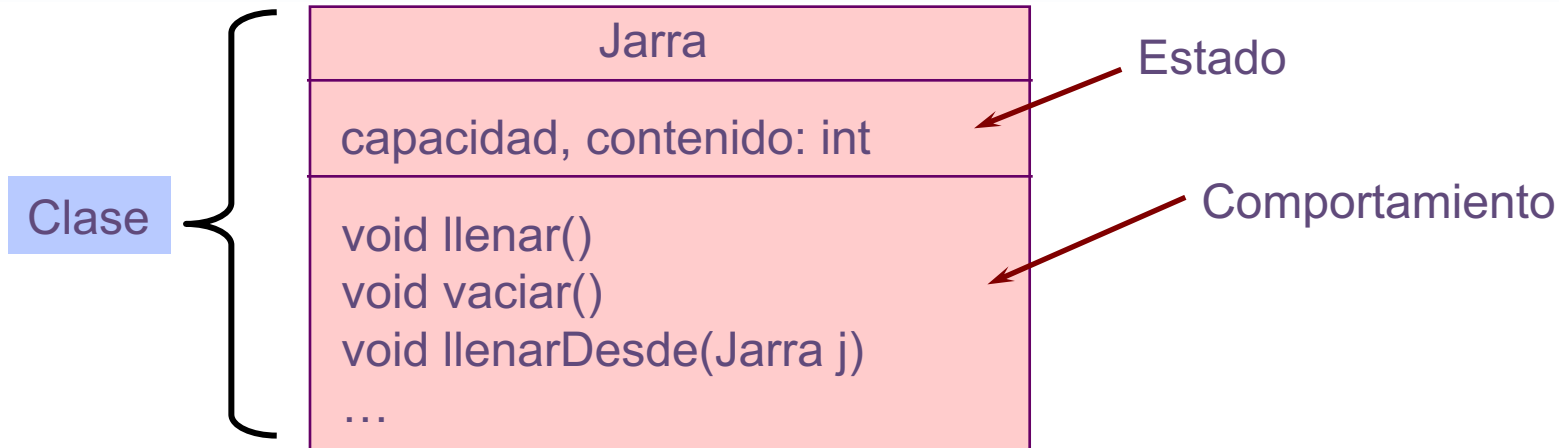 Jarra
Estado
capacidad, contenido: int
Clase
Comportamiento
void llenar()
void vaciar()
void llenarDesde(Jarra j)
…